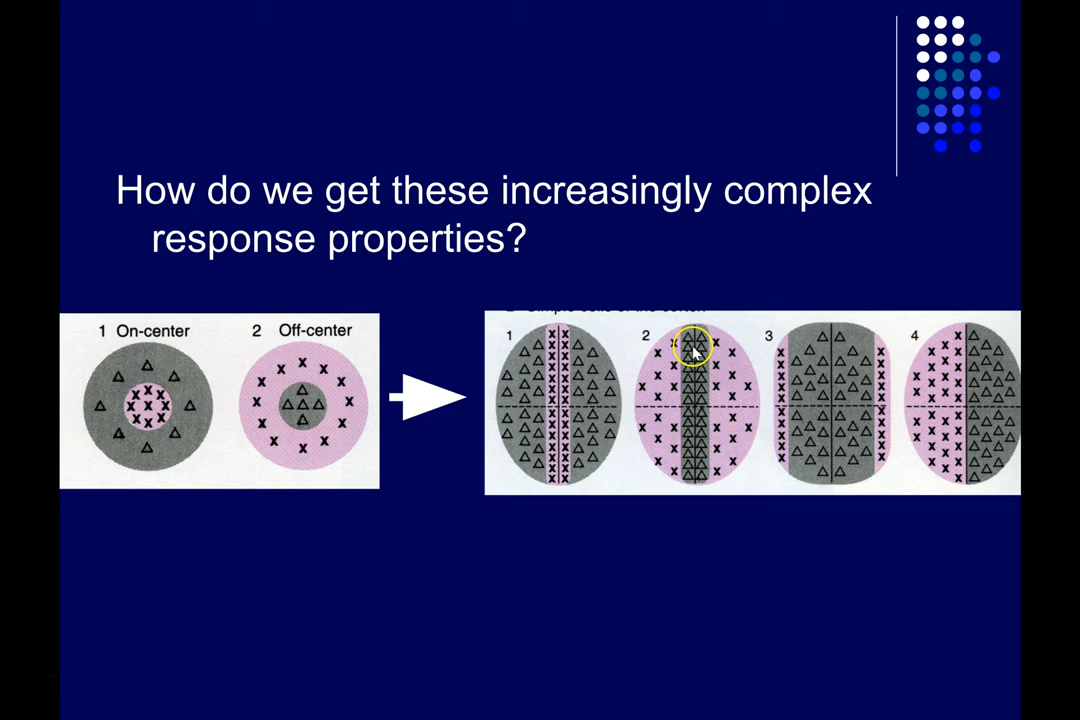 How do we get these increasingly complex
response properties?
1 On-center
2 Off-center
1
2
3
4